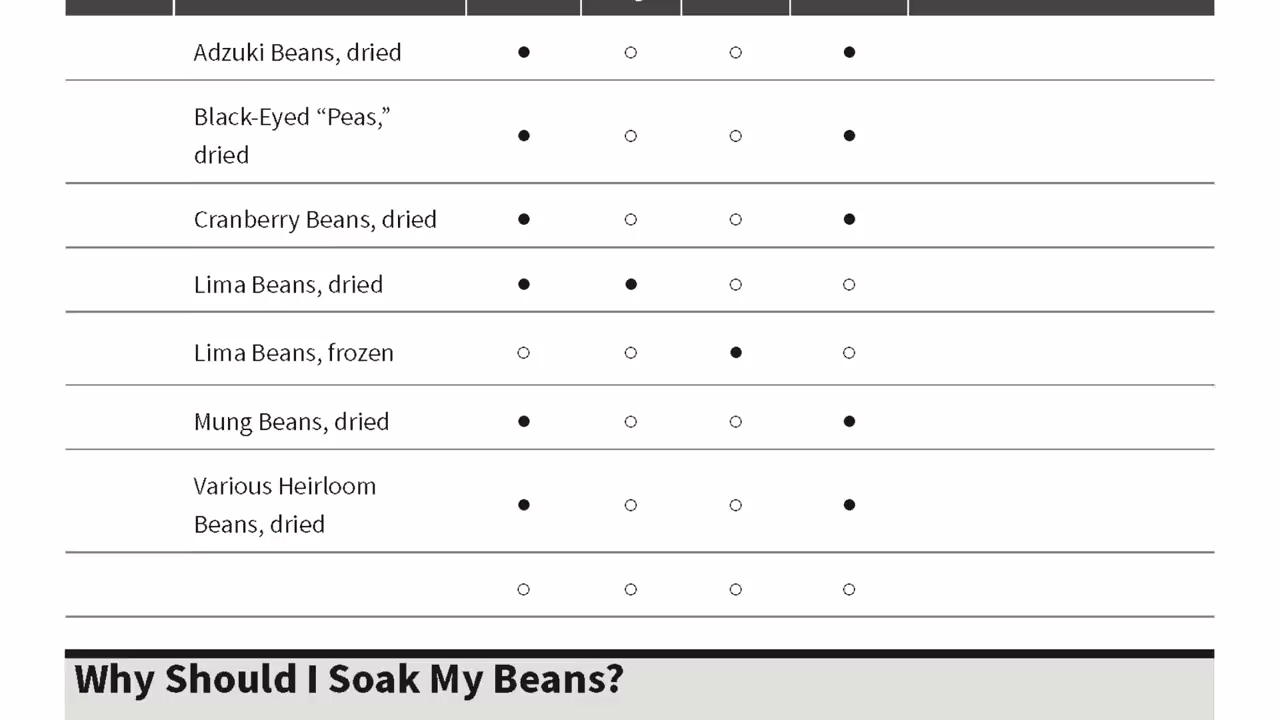 Adzuki Beans, dried ● ○ ○ ●
Black-Eyed “Peas,”
dried ● ○ ○ ●
Cranberry Beans, dried ● ○ ○ ●
Lima Beans, dried ● ● ○ ○
Lima Beans, frozen ○ ○ ● ○
Mung Beans, dried ● ○ ○ ●
Various Heirloom
Beans, dried ● ○ ○ ●
○ ○ ○ ○
Why Should I Soak My Beans?